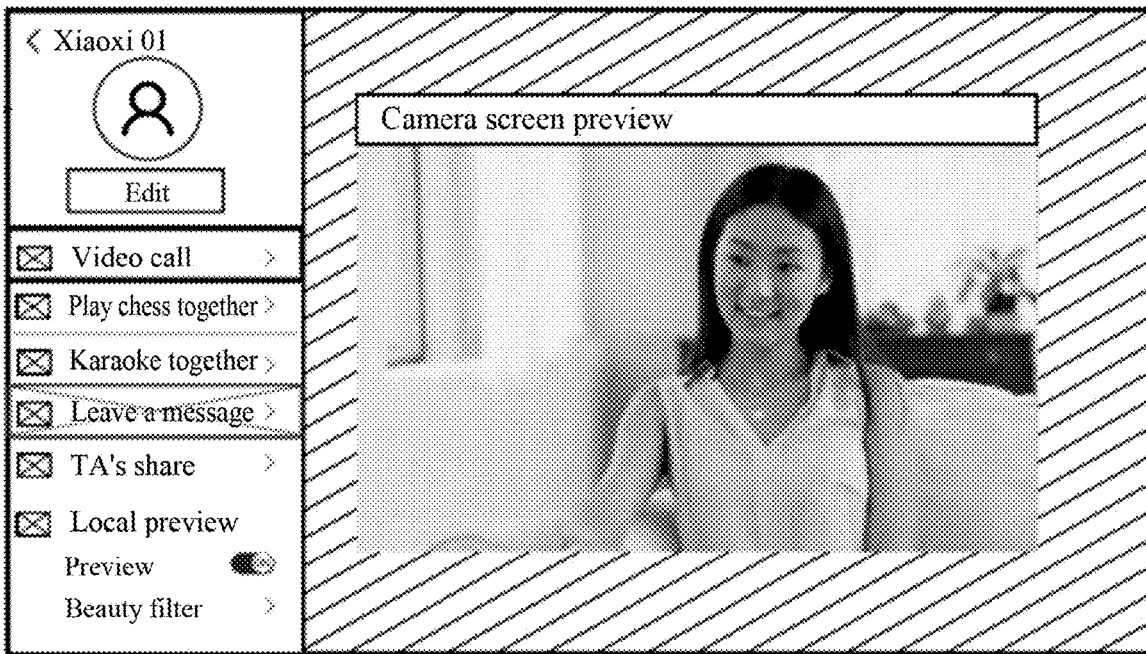 Xiaoxi 01
Edit
Video call
Play chess together
Karaoke together
Leave a message
TA's share
Local preview
Preview
Beauty filter
Camera screen preview